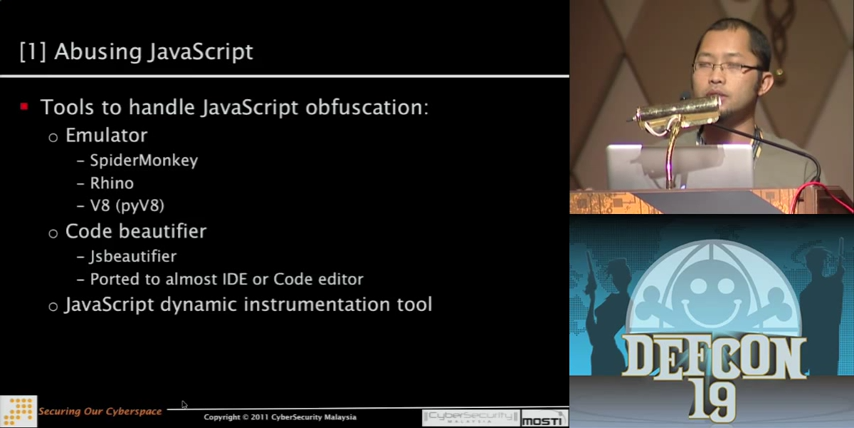 [1] Abusing JavaScript
Tools to handle JavaScript obfuscation:
Emulator
– SpiderMonkey
– Rhino
– V8 (pyV8)
Code beautifier
– Jsbeautifier
– Ported to almost IDE or Code editor
JavaScript dynamic instrumentation tool
Securing Our Cyberspace
Copyright © 2011 CyberSecurity Malaysia
CyberSecurity
MALAYSIA
MOSTI
DEFCON
19